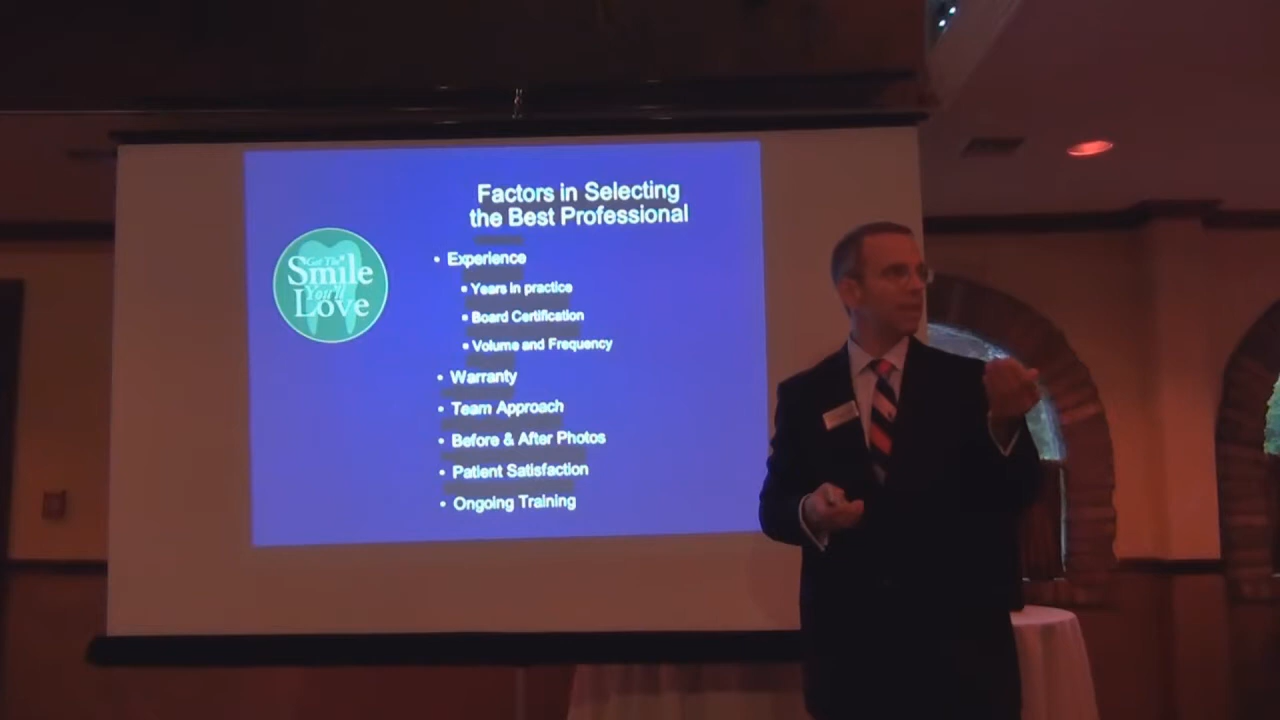 Factors in Selecting
the Best Professional
Get The
Smile
You'll
Love
• Experience
▪ Years in practice
▪ Board Certification
▪ Volume and Frequency
• Warranty
• Team Approach
• Before & After Photos
• Patient Satisfaction
• Ongoing Training